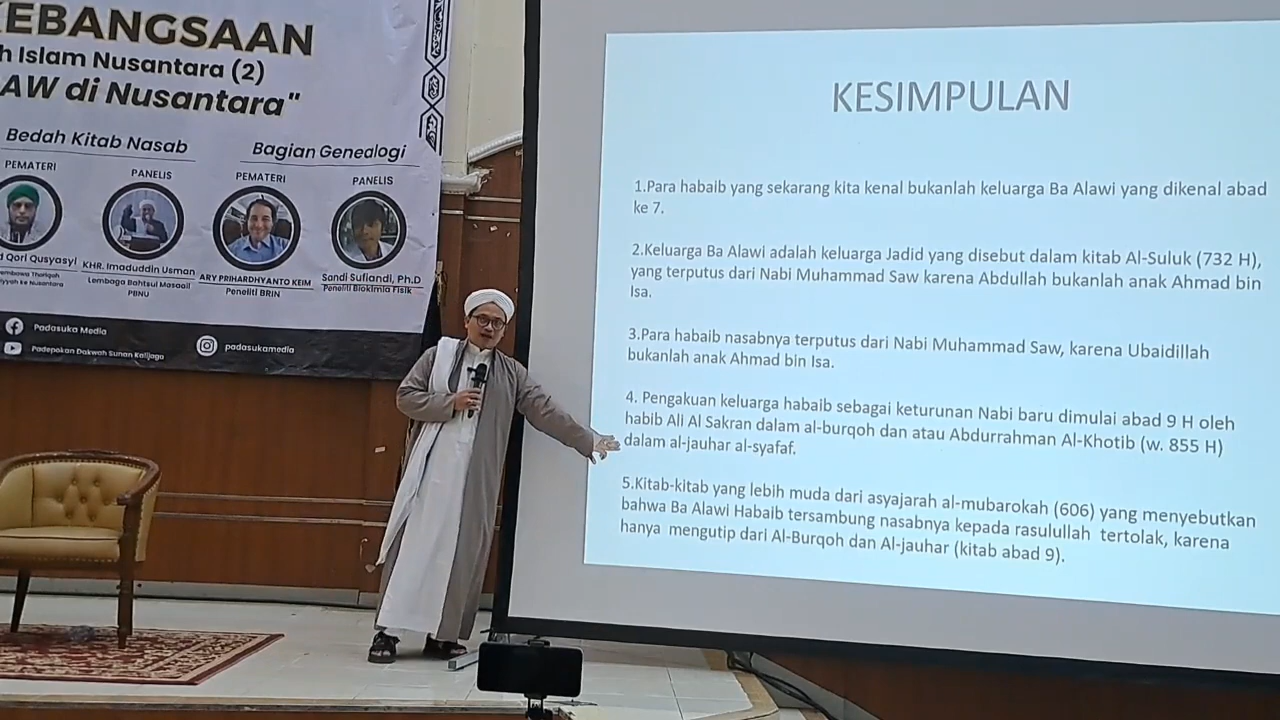 EBANGSAAN
h Islam Nusantara (2)
AW di Nusantara"
Bedah Kitab Nasab
Bagian Genealogi
PEMATERI
PANELIS
PEMATERI
PANELIS
d Qori Qusyasyi
KHR. Imaduddin Usman
Lembaga Bahtsul Masaail
PBNU
ARY PRIHARDHYANTO KEIM
Peneliti BRIN
Sandi Sufiandi, Ph.D
Peneliti Biokimia Fisik
Padasuka Media
Padepokan Dakwah Sunan Kalijaga
padasukamedia
KESIMPULAN
1.Para habaib yang sekarang kita kenal bukanlah keluarga Ba Alawi yang dikenal abad
ke 7.
2.Keluarga Ba Alawi adalah keluarga Jadid yang disebut dalam kitab Al-Suluk (732 H),
yang terputus dari Nabi Muhammad Saw karena Abdullah bukanlah anak Ahmad bin
Isa.
3.Para habaib nasabnya terputus dari Nabi Muhammad Saw, karena Ubaidillah
bukanlah anak Ahmad bin Isa.
4. Pengakuan keluarga habaib sebagai keturunan Nabi baru dimulai abad 9 H oleh
habib Ali Al Sakran dalam al-burqoh dan atau Abdurrahman Al-Khotib (w. 855 H)
dalam al-jauhar al-syafaf.
5.Kitab-kitab yang lebih muda dari asyajarah al-mubarokah (606) yang menyebutkan
bahwa Ba Alawi Habaib tersambung nasabnya kepada rasulullah tertolak, karena
hanya mengutip dari Al-Burqoh dan Al-jauhar (kitab abad 9).